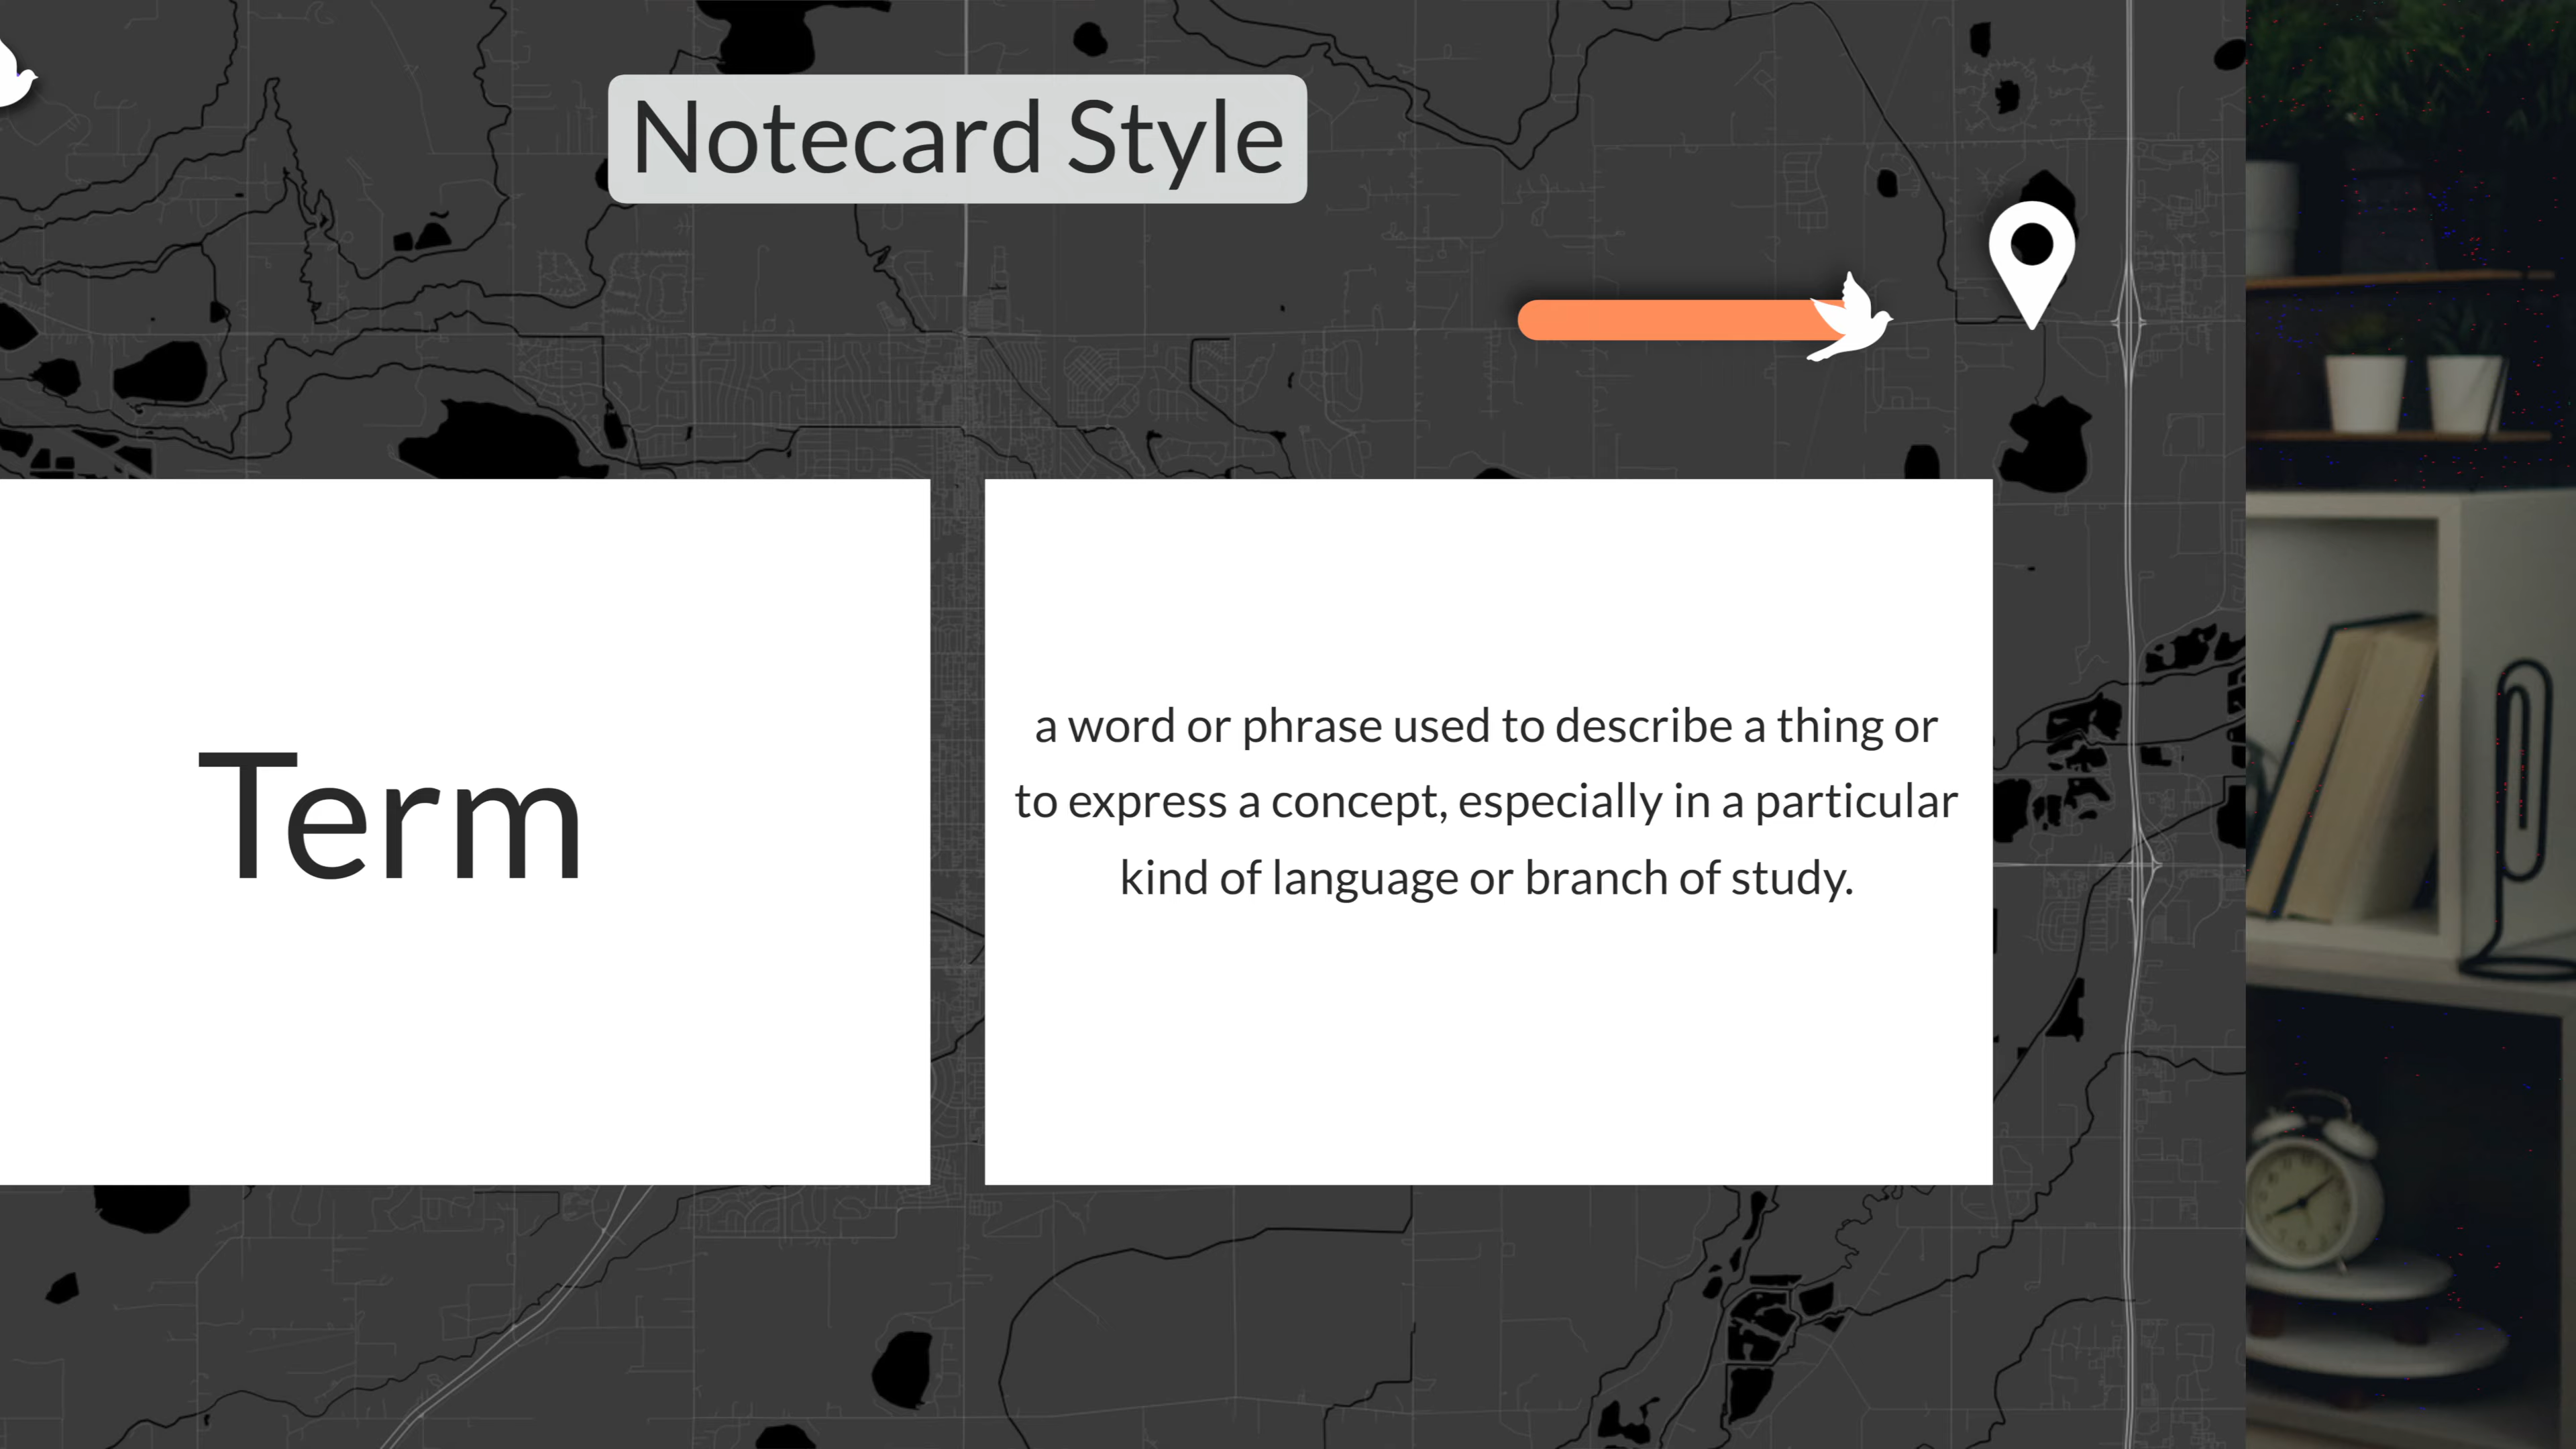 Notecard Style
Term
a word or phrase used to describe a thing or
to express a concept, especially in a particular
kind of language or branch of study.